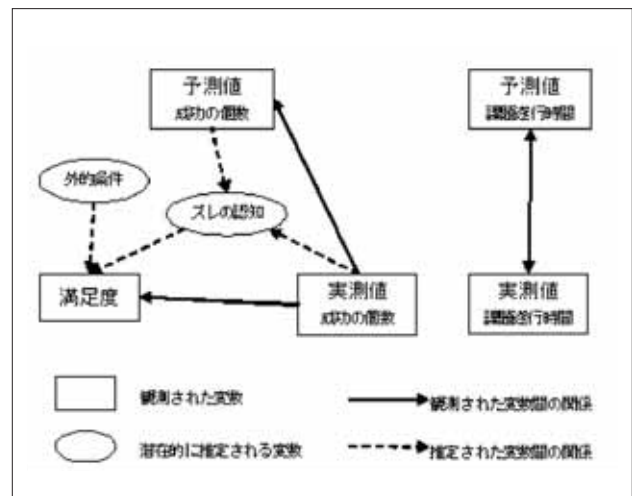 予測値
成功の個数
予測値
課題遂行時間
外的条件
ズレの認知
満足度
実測値
成功の個数
実測値
課題遂行時間
観測された変数
観測された変数間の関係
潜在的に推定される変数
推定された変数間の関係